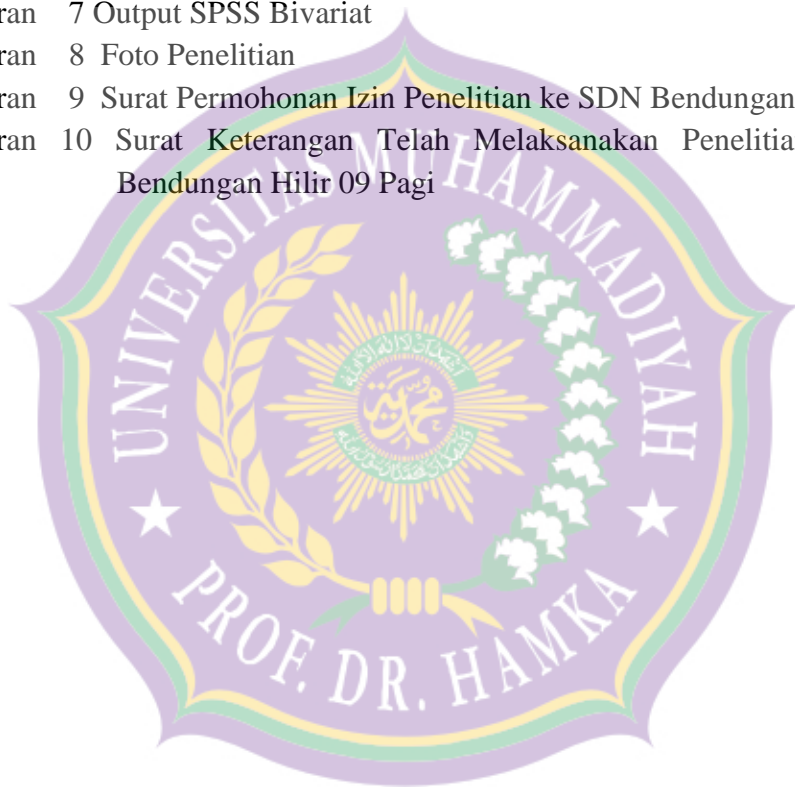 ran 7 Output SPSS Bivariat
ran 8 Foto Penelitian
ran 9 Surat Permohonan Izin Penelitian ke SDN Bendungan
ran 10 Surat Keterangan Telah Melaksanakan Penelitia
Bendungan Hilir 09 Pagi
UNIVERSITAS MUHAMMADIYAH
محمدية
PROF. DR. HAMKA